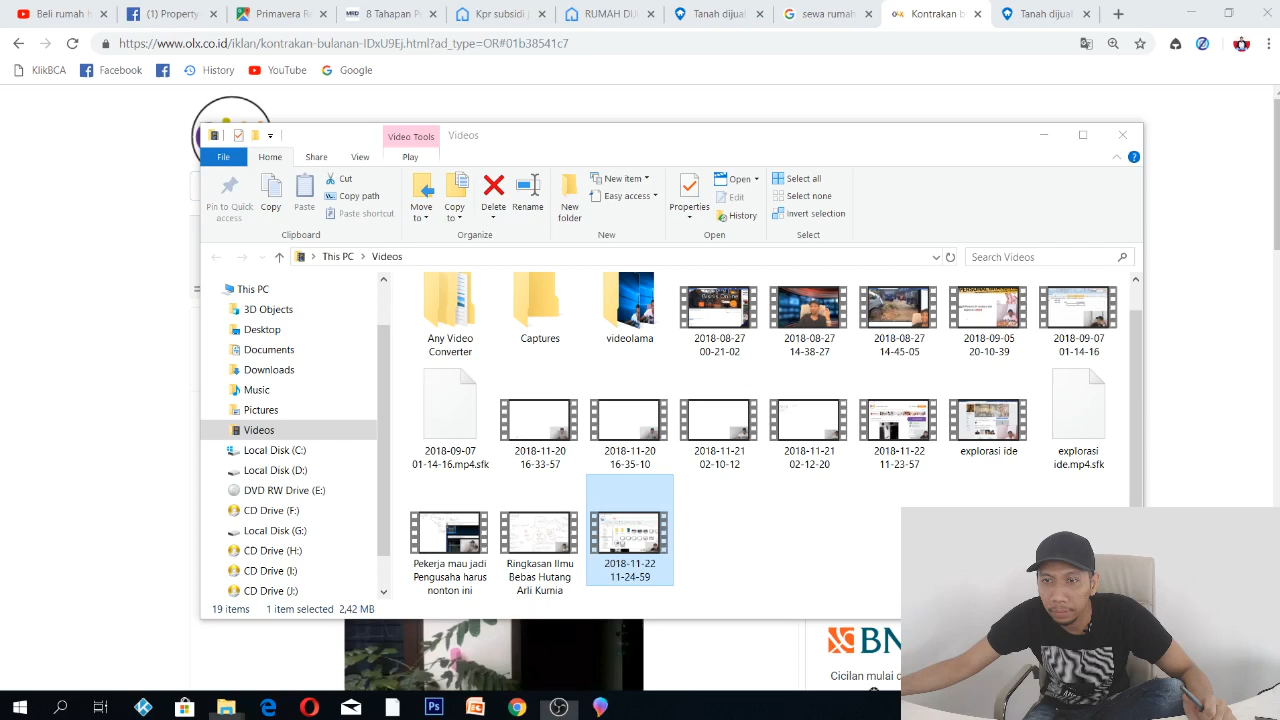 Beli rumah h
(1) Property-
Primavera R
8 Tahapan P
Kpr susidi j
RUMAH DIJ
Tanah dijual
sewa rumah
Kontrakan b
Tanah dijual
https://www.olx.co.id/iklan/kontrakan-bulanan-IDxU9Ej.html?ad_type=OR#01b38541c7
KlikBCA Facebook History YouTube Google
Video Tools Videos
File Home Share View Play
Pin to Quick access
Copy
Paste
Cut
Copy path
Paste shortcut
Move to
Copy to
Delete
Rename
New folder
New item
Easy access
Properties
Open
Edit
History
Select all
Select none
Invert selection
Clipboard Organize New Open Select
This PC > Videos
Search Videos
This PC
3D Objects
Desktop
Documents
Downloads
Music
Pictures
Videos
Local Disk (C:)
Local Disk (D:)
DVD RW Drive (E:)
CD Drive (F:)
Local Disk (G:)
CD Drive (H:)
CD Drive (I:)
CD Drive (J:)
Any Video
Converter
Captures
videolama
2018-08-27
00-21-02
2018-08-27
14-38-27
2018-08-27
14-45-05
2018-09-05
20-10-39
2018-09-07
01-14-16
2018-09-07
01-14-16.mp4.sfk
2018-11-20
16-33-57
2018-11-20
16-35-10
2018-11-21
02-10-12
2018-11-21
02-12-20
2018-11-22
11-23-57
explorasi ide
explorasi
ide.mp4.sfk
Pekerja mau jadi
Pengusaha harus
nonton ini
Ringkasan Ilmu
Bebas Hutang
Arli Kurnia
2018-11-22
11-24-59
19 items 1 item selected 2,42 MB
BN
Cicilan mulai d